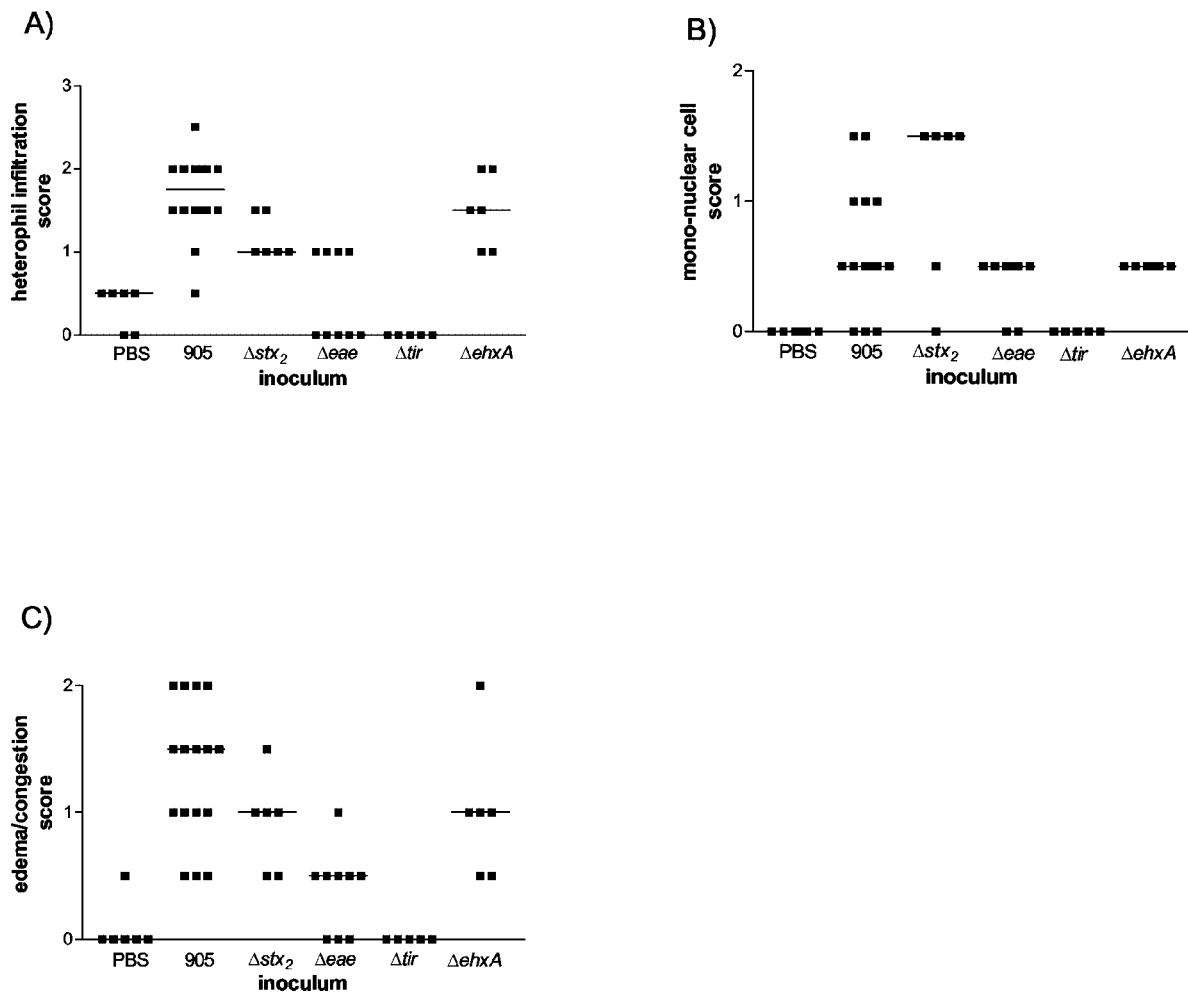 A)
heterophil infiltration
score
3
2
1
0
PBS 905 Δstx₂ Δeae Δtir ΔehxA
inoculum
B)
mono-nuclear cell
score
2
1
0
PBS 905 Δstx₂ Δeae Δtir ΔehxA
inoculum
C)
edema/congestion
score
2
1
0
PBS 905 Δstx₂ Δeae Δtir ΔehxA
inoculum